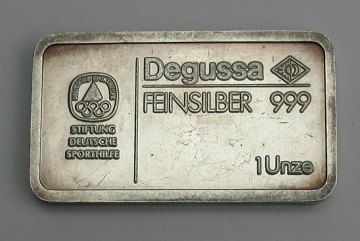 Degussa
FEINSILBER 999
STIFTUNG
DEUTSCHE
SPORTHILFE
1 Unze